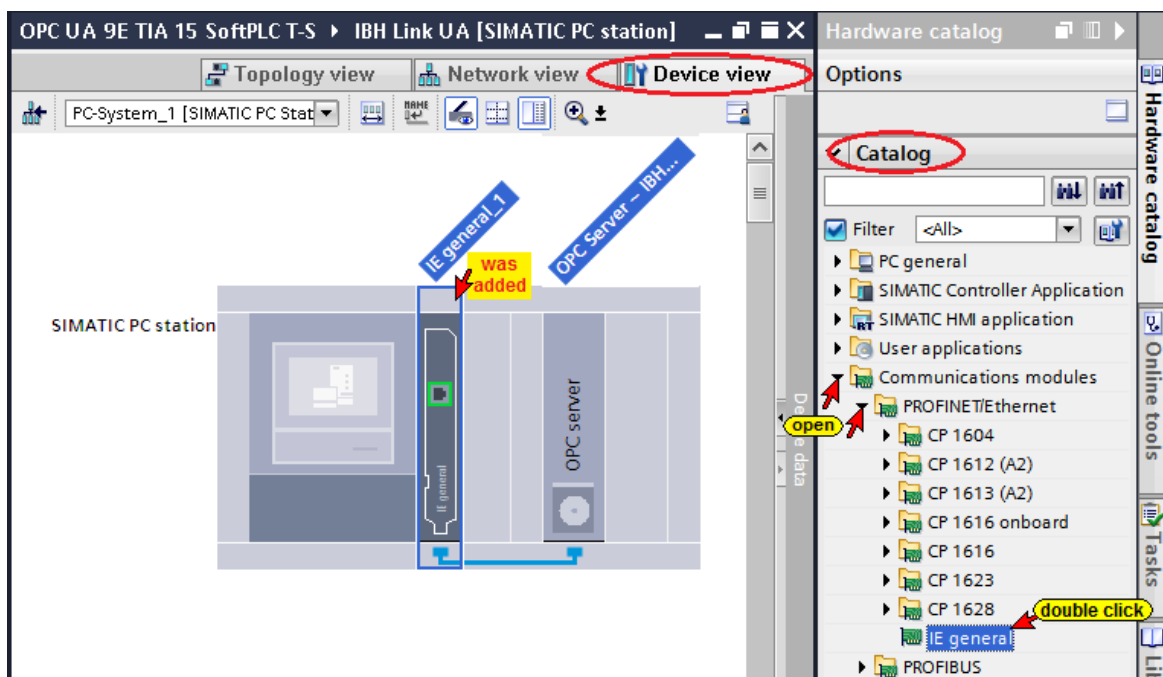 OPC UA 9E TIA 15 SoftPLC T-S ▸ IBH Link UA [SIMATIC PC station]
Topology view
Network view
Device view
PC-System_1 [SIMATIC PC Stat
NAME
IE general_1
OPC Server – IBH...
was
added
SIMATIC PC station
IE general
OPC server
Device data
Hardware catalog
Options
Catalog
Filter
<All>
PC general
SIMATIC Controller Application
SIMATIC HMI application
RT
User applications
Communications modules
PROFINET/Ethernet
open
CP 1604
CP 1612 (A2)
CP 1613 (A2)
CP 1616 onboard
CP 1616
CP 1623
CP 1628
double click
IE general
PROFIBUS
Hardware catalog
Online tools
Tasks